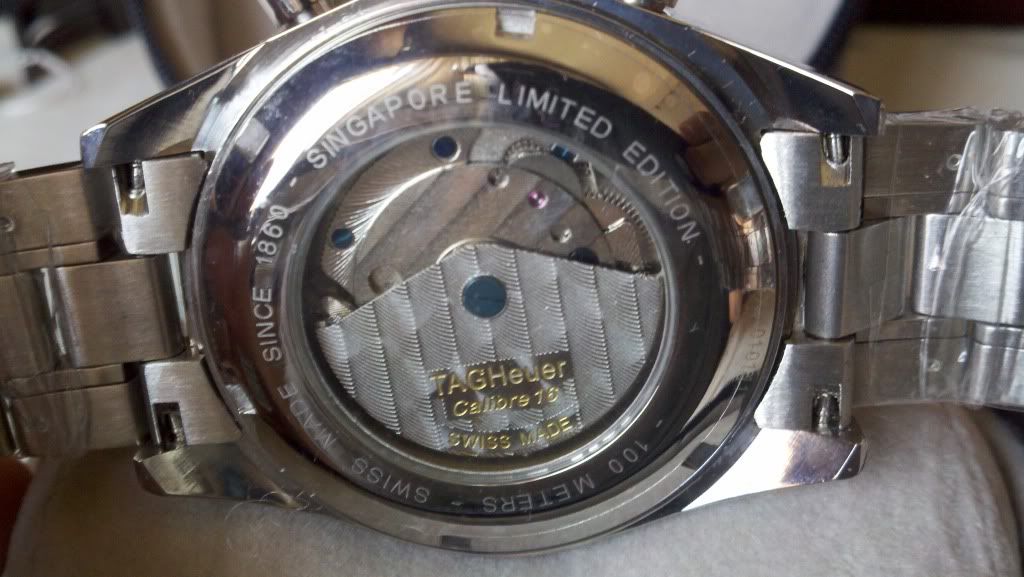 SINGAPORE LIMITED EDITION - 100 METERS - SWISS MADE SINCE 1860 -
TAGHeuer
Calibre 16
SWISS MADE